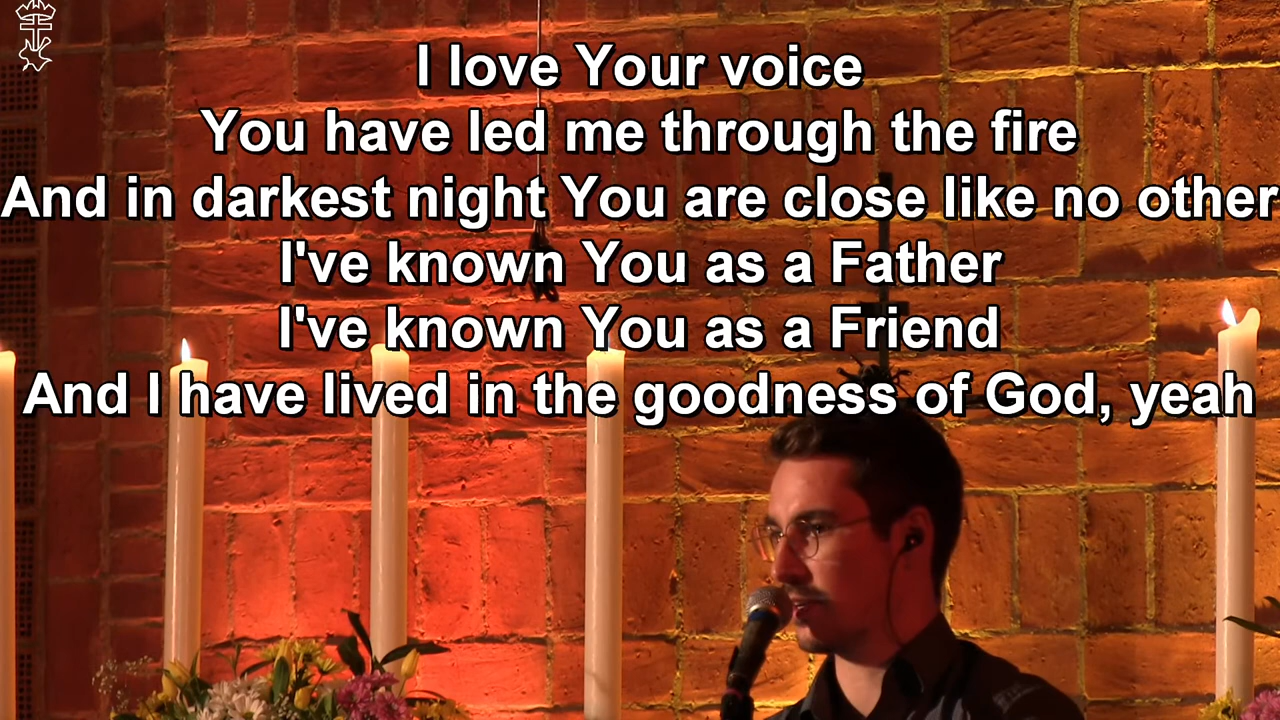 I love Your voice
You have led me through the fire
And in darkest night You are close like no other
I've known You as a Father
I've known You as a Friend
And I have lived in the goodness of God, yeah